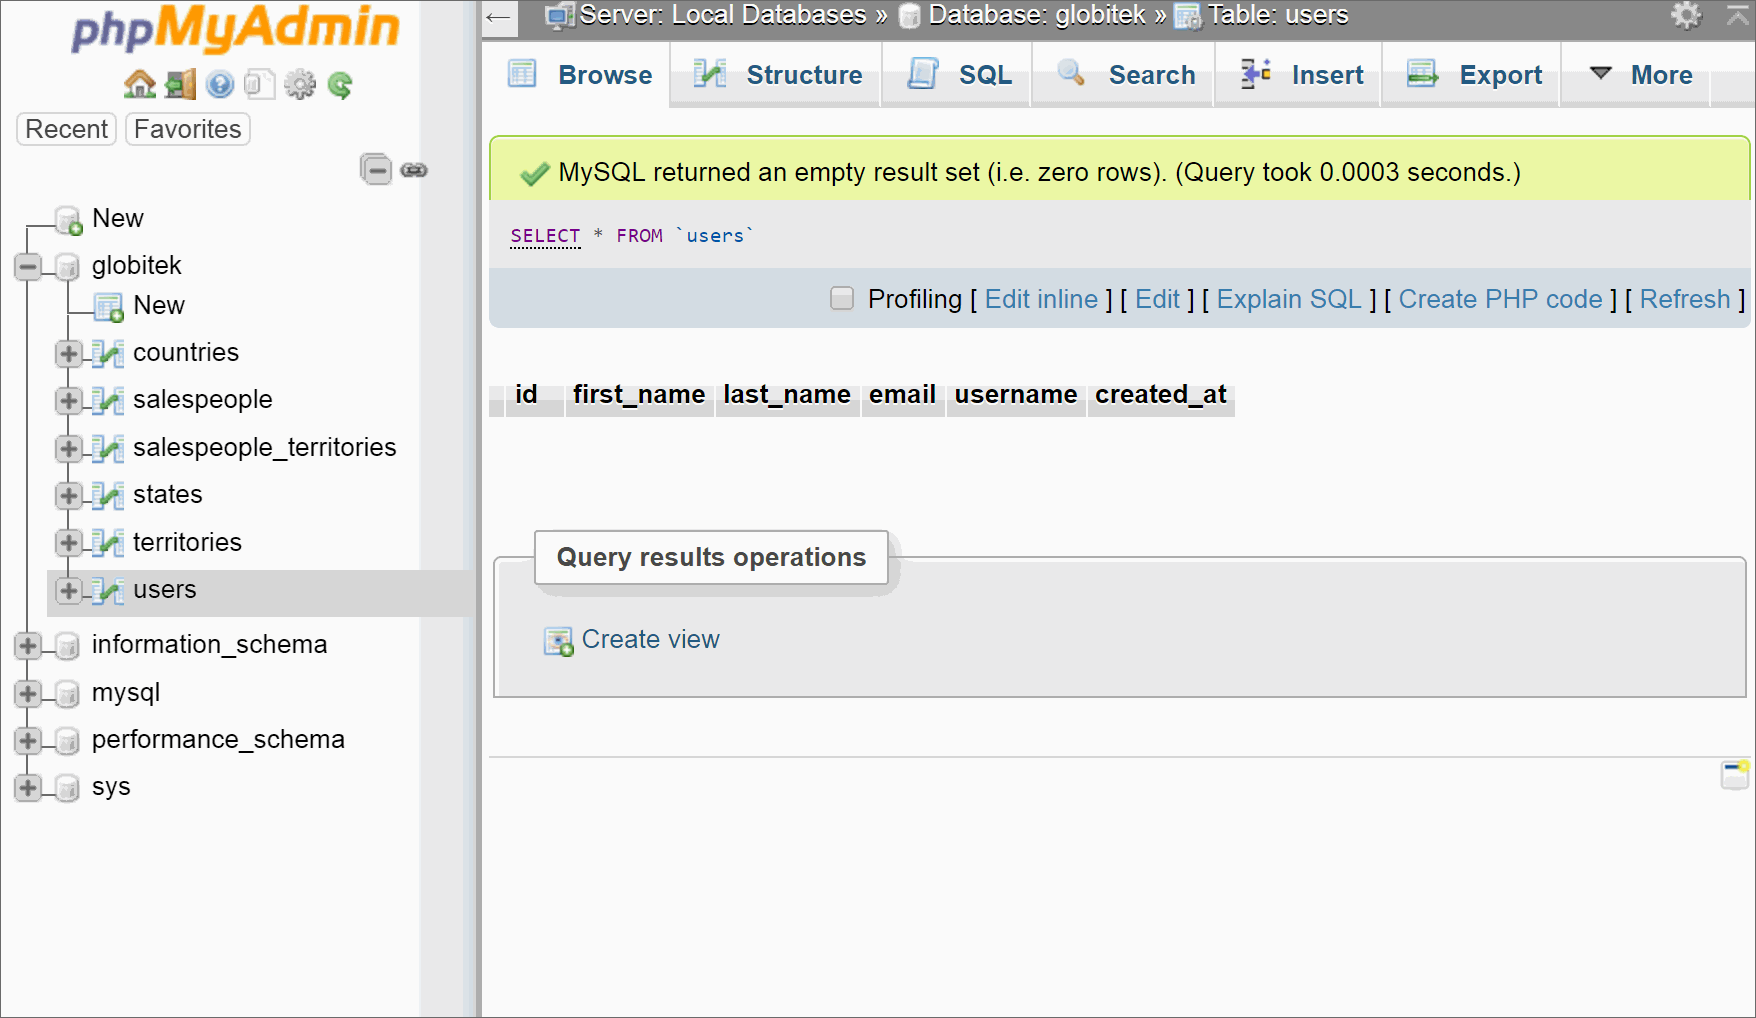 phpMyAdmin
Recent Favorites
New
globitek
New
countries
salespeople
salespeople_territories
states
territories
users
information_schema
mysql
performance_schema
sys
Server: Local Databases » Database: globitek » Table: users
Browse Structure SQL Search Insert Export More
MySQL returned an empty result set (i.e. zero rows). (Query took 0.0003 seconds.)
SELECT * FROM `users`
Profiling [ Edit inline ] [ Edit ] [ Explain SQL ] [ Create PHP code ] [ Refresh ]
id first_name last_name email username created_at
Query results operations
Create view